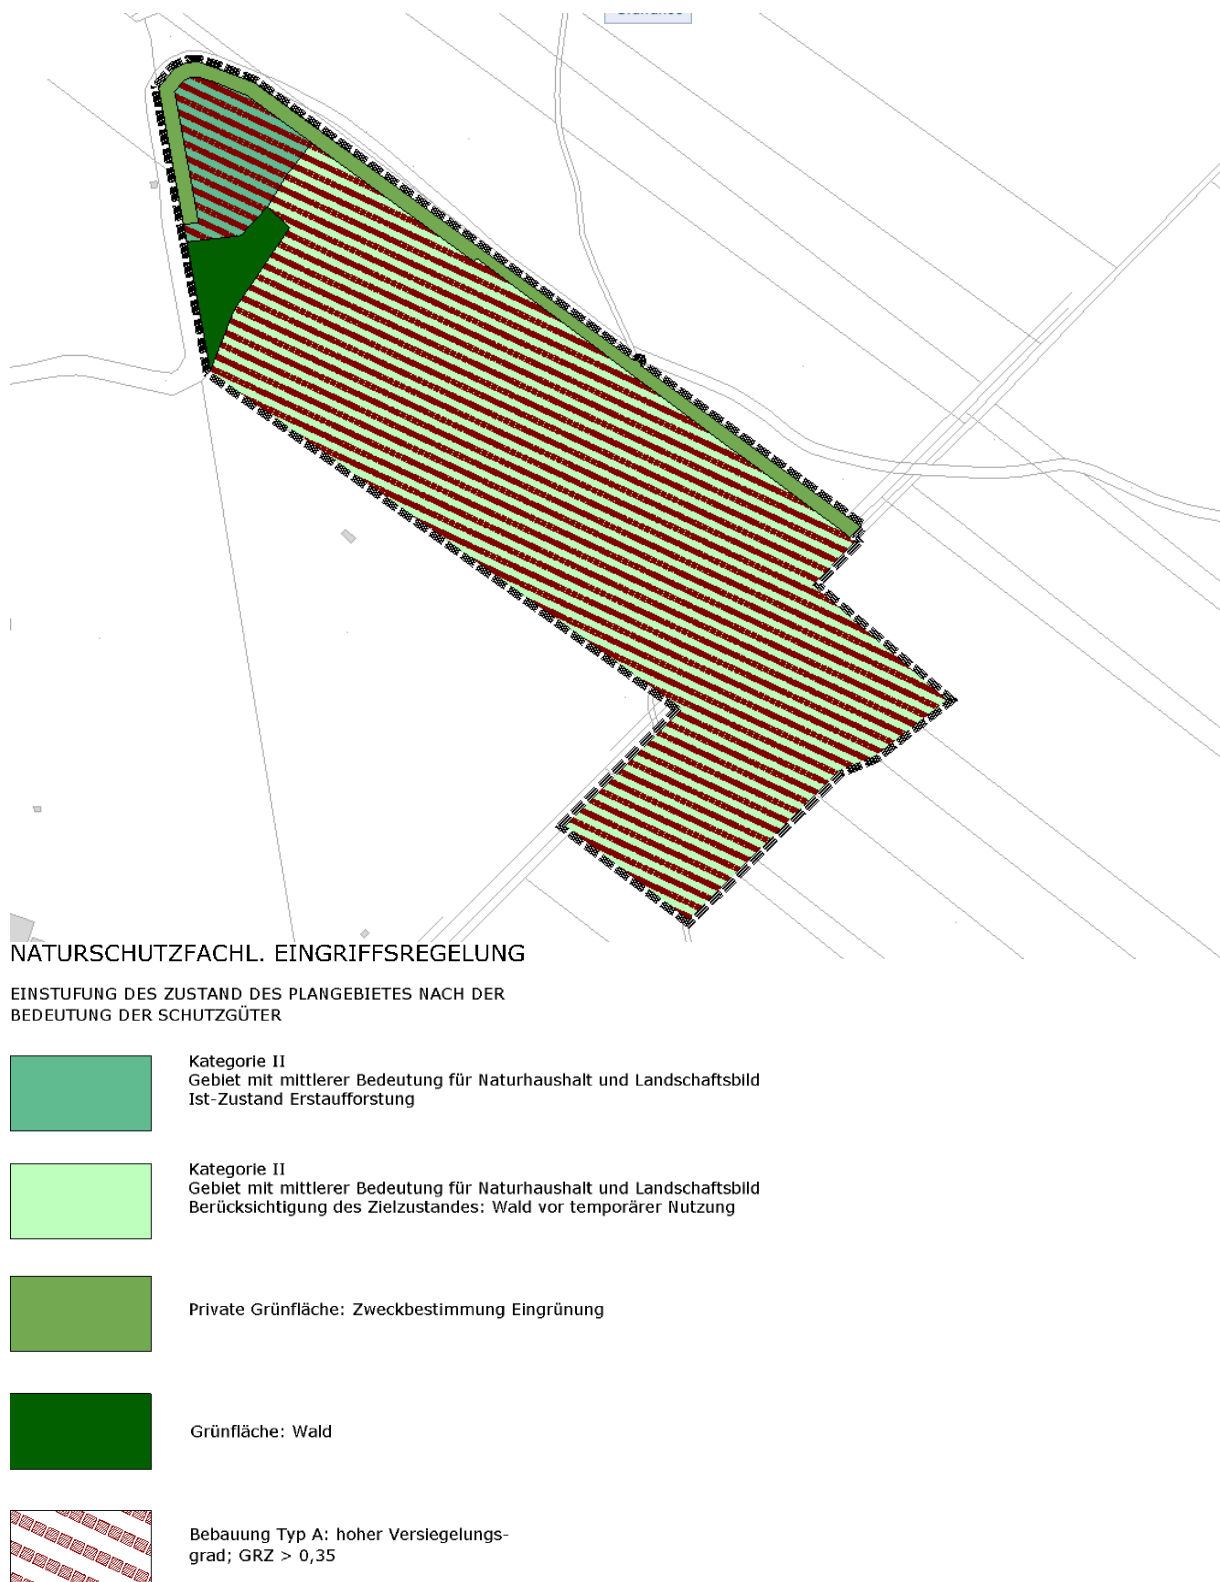 NATURSCHUTZFACHL. EINGRIFFSREGELUNG
EINSTUFUNG DES ZUSTAND DES PLANGEBIETES NACH DER
BEDEUTUNG DER SCHUTZGÜTER
Kategorie II
Gebiet mit mittlerer Bedeutung für Naturhaushalt und Landschaftsbild
Ist-Zustand Erstaufforstung
Kategorie II
Gebiet mit mittlerer Bedeutung für Naturhaushalt und Landschaftsbild
Berücksichtigung des Zielzustandes: Wald vor temporärer Nutzung
Private Grünfläche: Zweckbestimmung Eingrünung
Grünfläche: Wald
Bebauung Typ A: hoher Versiegelungs-
grad; GRZ > 0,35